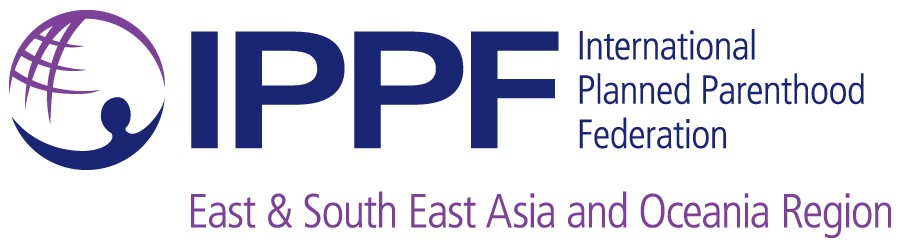 IPPF
International
Planned Parenthood
Federation
East & South East Asia and Oceania Region